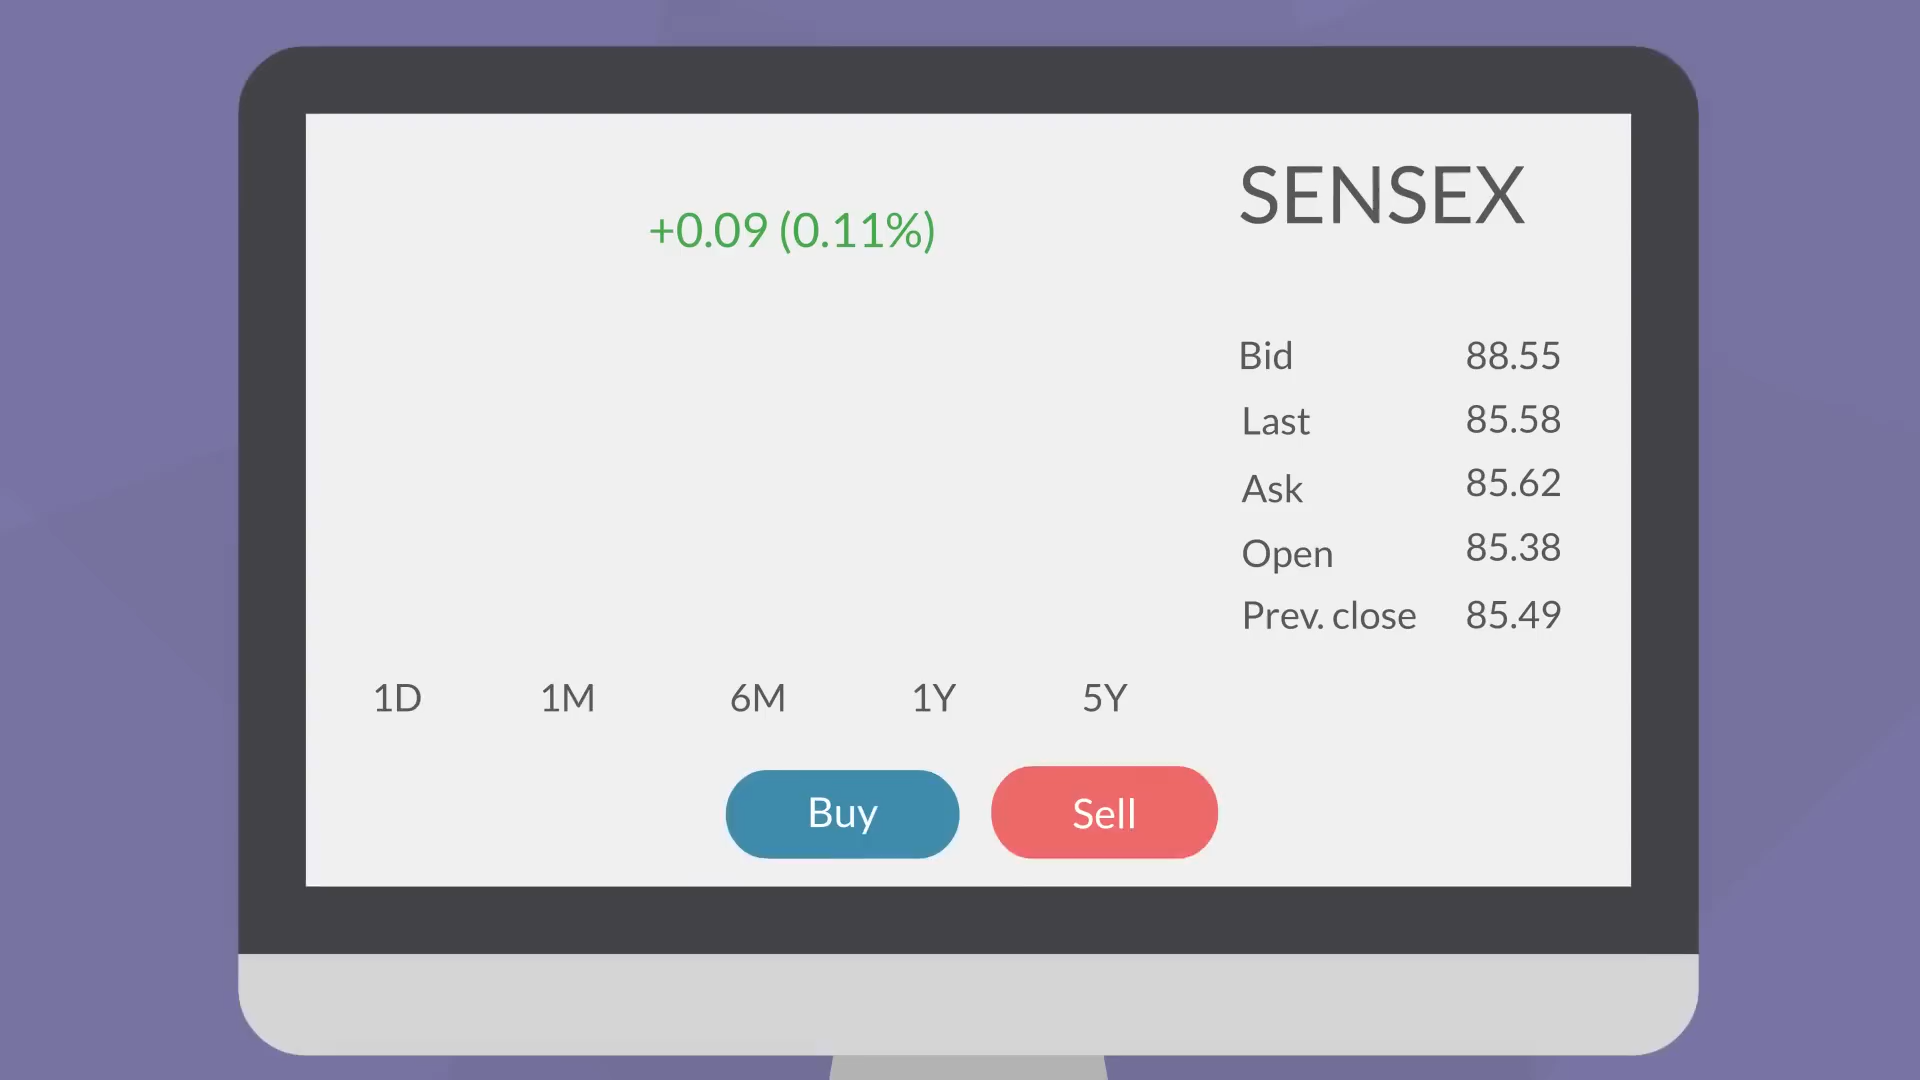 SENSEX
+0.09 (0.11%)
Bid 88.55
Last 85.58
Ask 85.62
Open 85.38
Prev. close 85.49
1D 1M 6M 1Y 5Y
Buy Sell